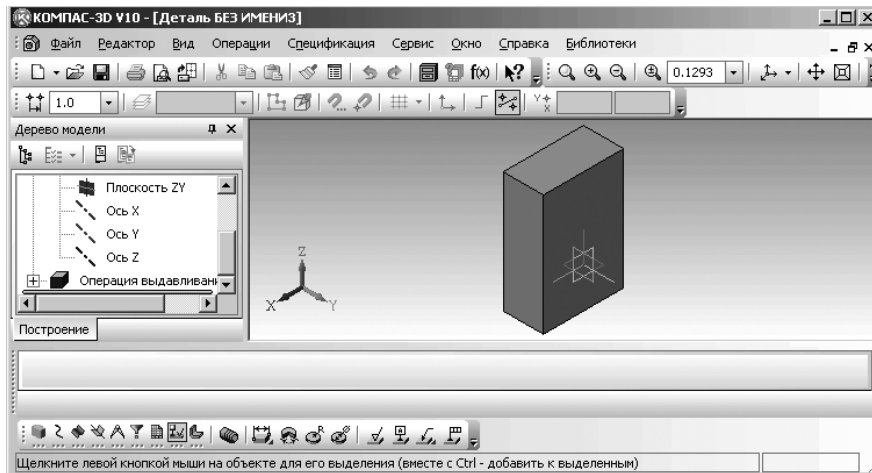 КОМПАС-3D V10 - [Деталь БЕЗ ИМЕНИ3]
Файл Редактор Вид Операции Спецификация Сервис Окно Справка Библиотеки
f(x) 0.1293
1.0
Дерево модели
Плоскость ZY
Ось X
Ось Y
Ось Z
Операция выдавливани
Построение
Z
X Y
Щелкните левой кнопкой мыши на объекте для его выделения (вместе с Ctrl - добавить к выделенным)